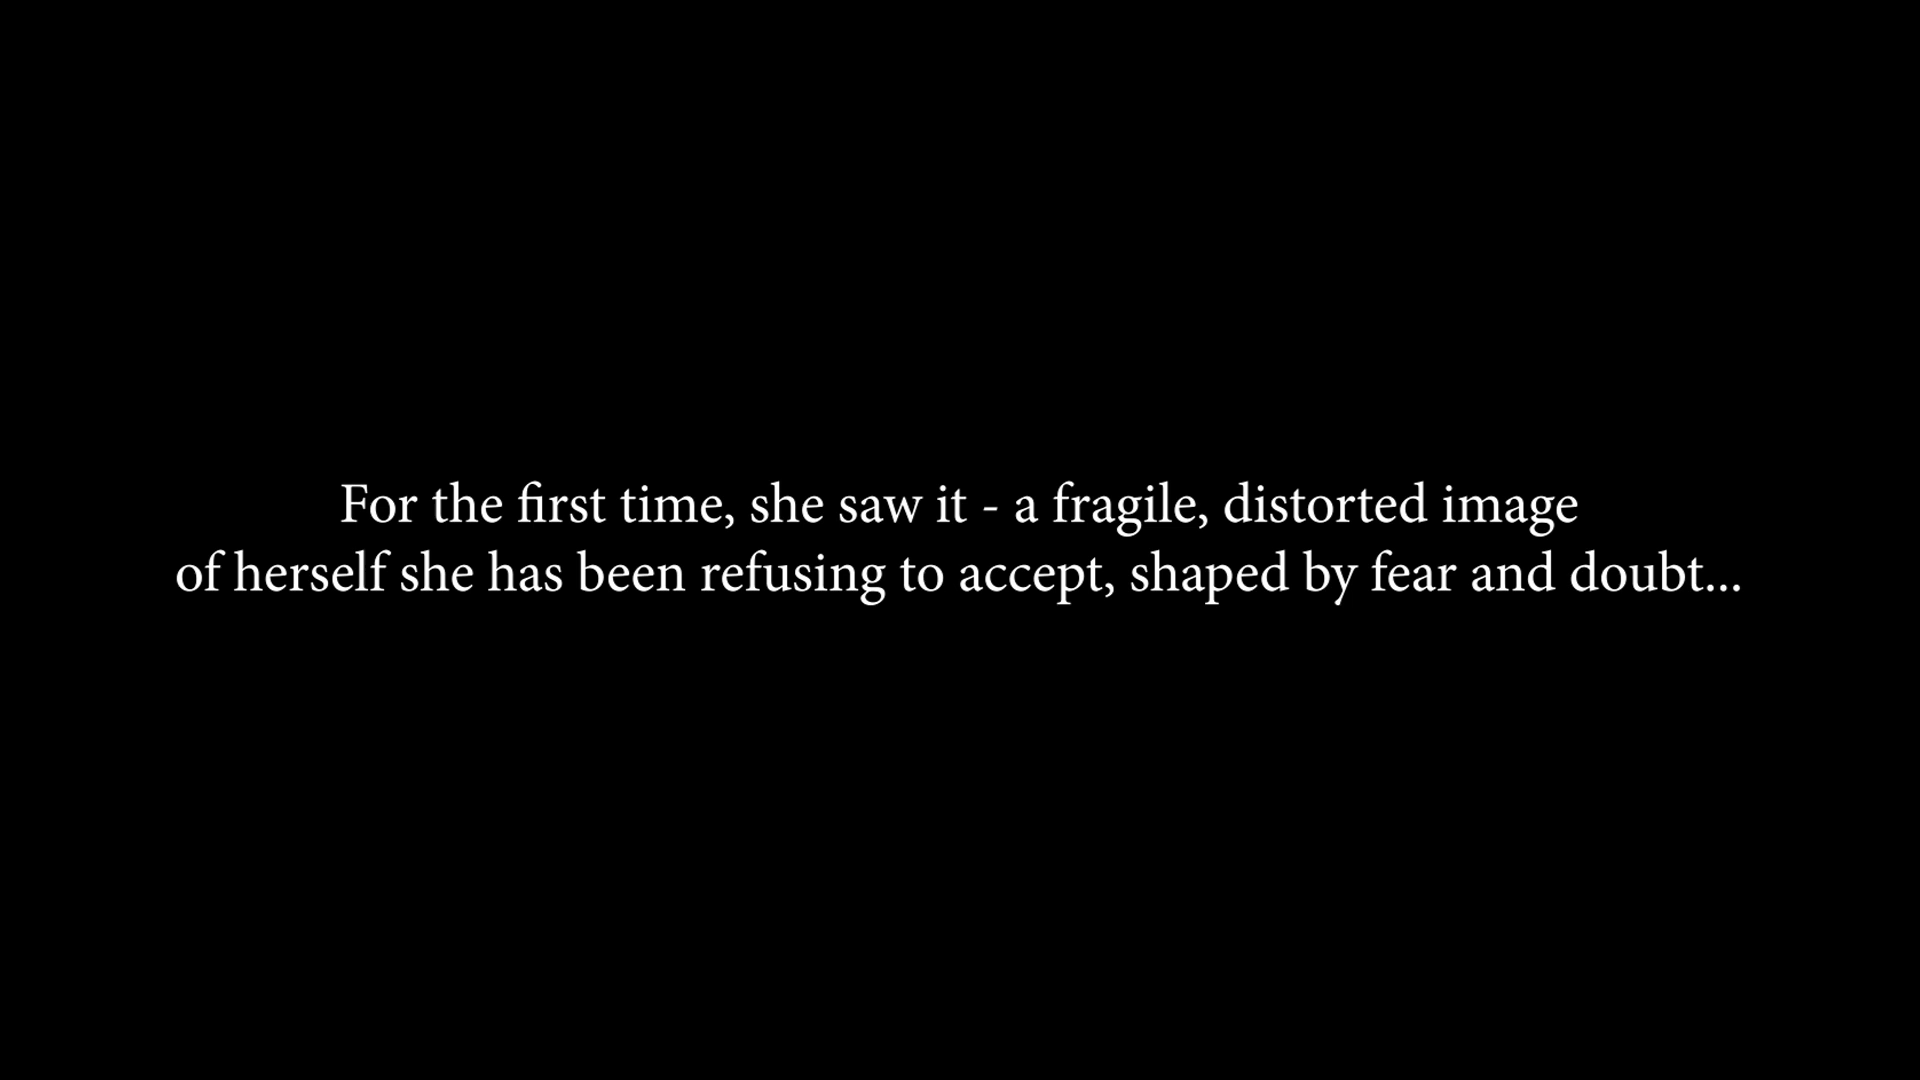 For the first time, she saw it - a fragile, distorted image
of herself she has been refusing to accept, shaped by fear and doubt...